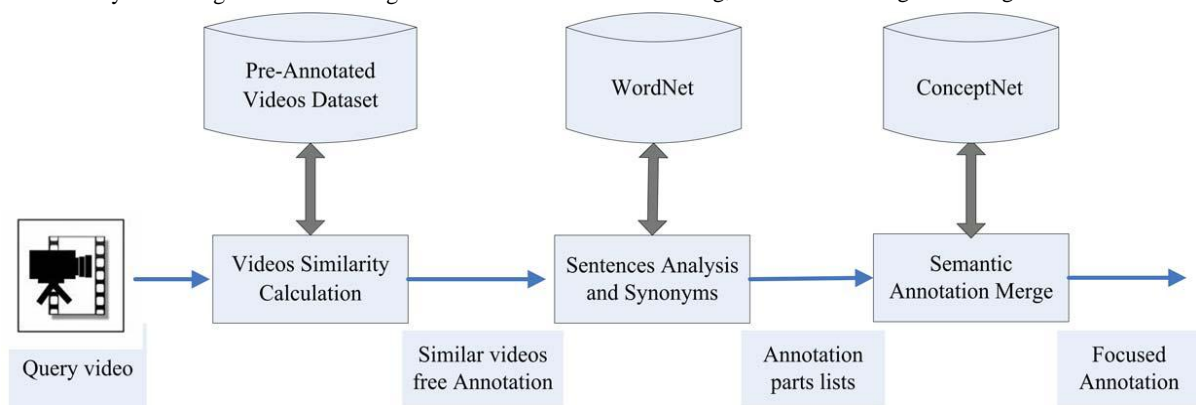 Pre-Annotated
Videos Dataset
WordNet
ConceptNet
Videos Similarity
Calculation
Sentences Analysis
and Synonyms
Semantic
Annotation Merge
Query video
Similar videos
free Annotation
Annotation
parts lists
Focused
Annotation